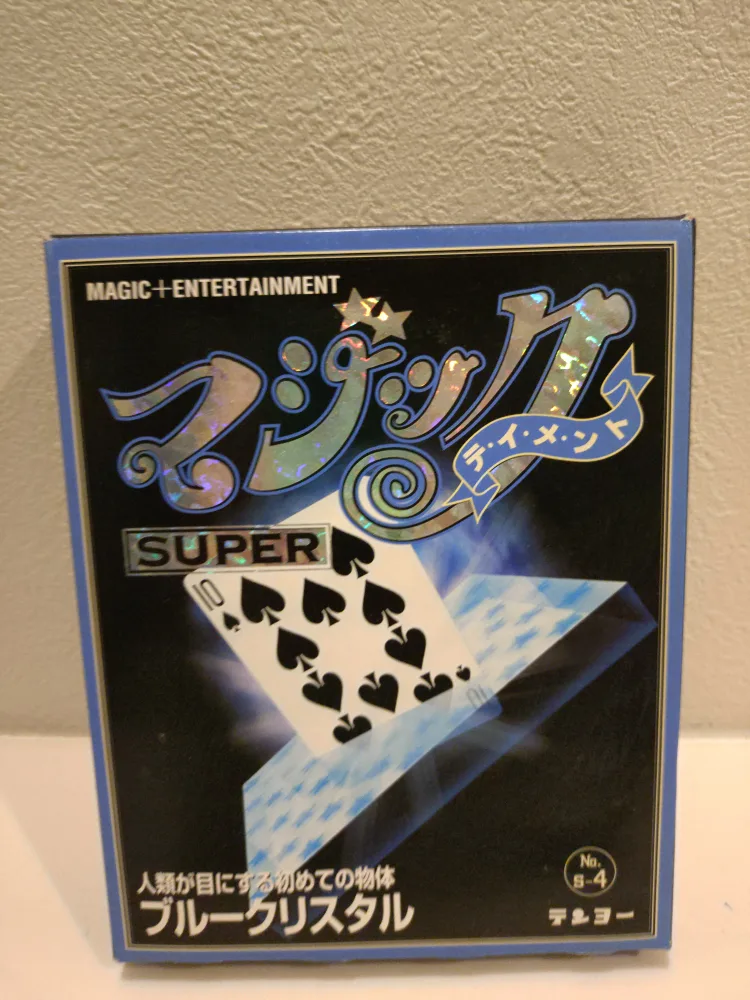 MAGIC+ENTERTAINMENT
マジック
テ・イ・メ・ン・ト
SUPER
10
10
人類が目にする初めての物体
ブルークリスタル
No.
S-4
テンヨー